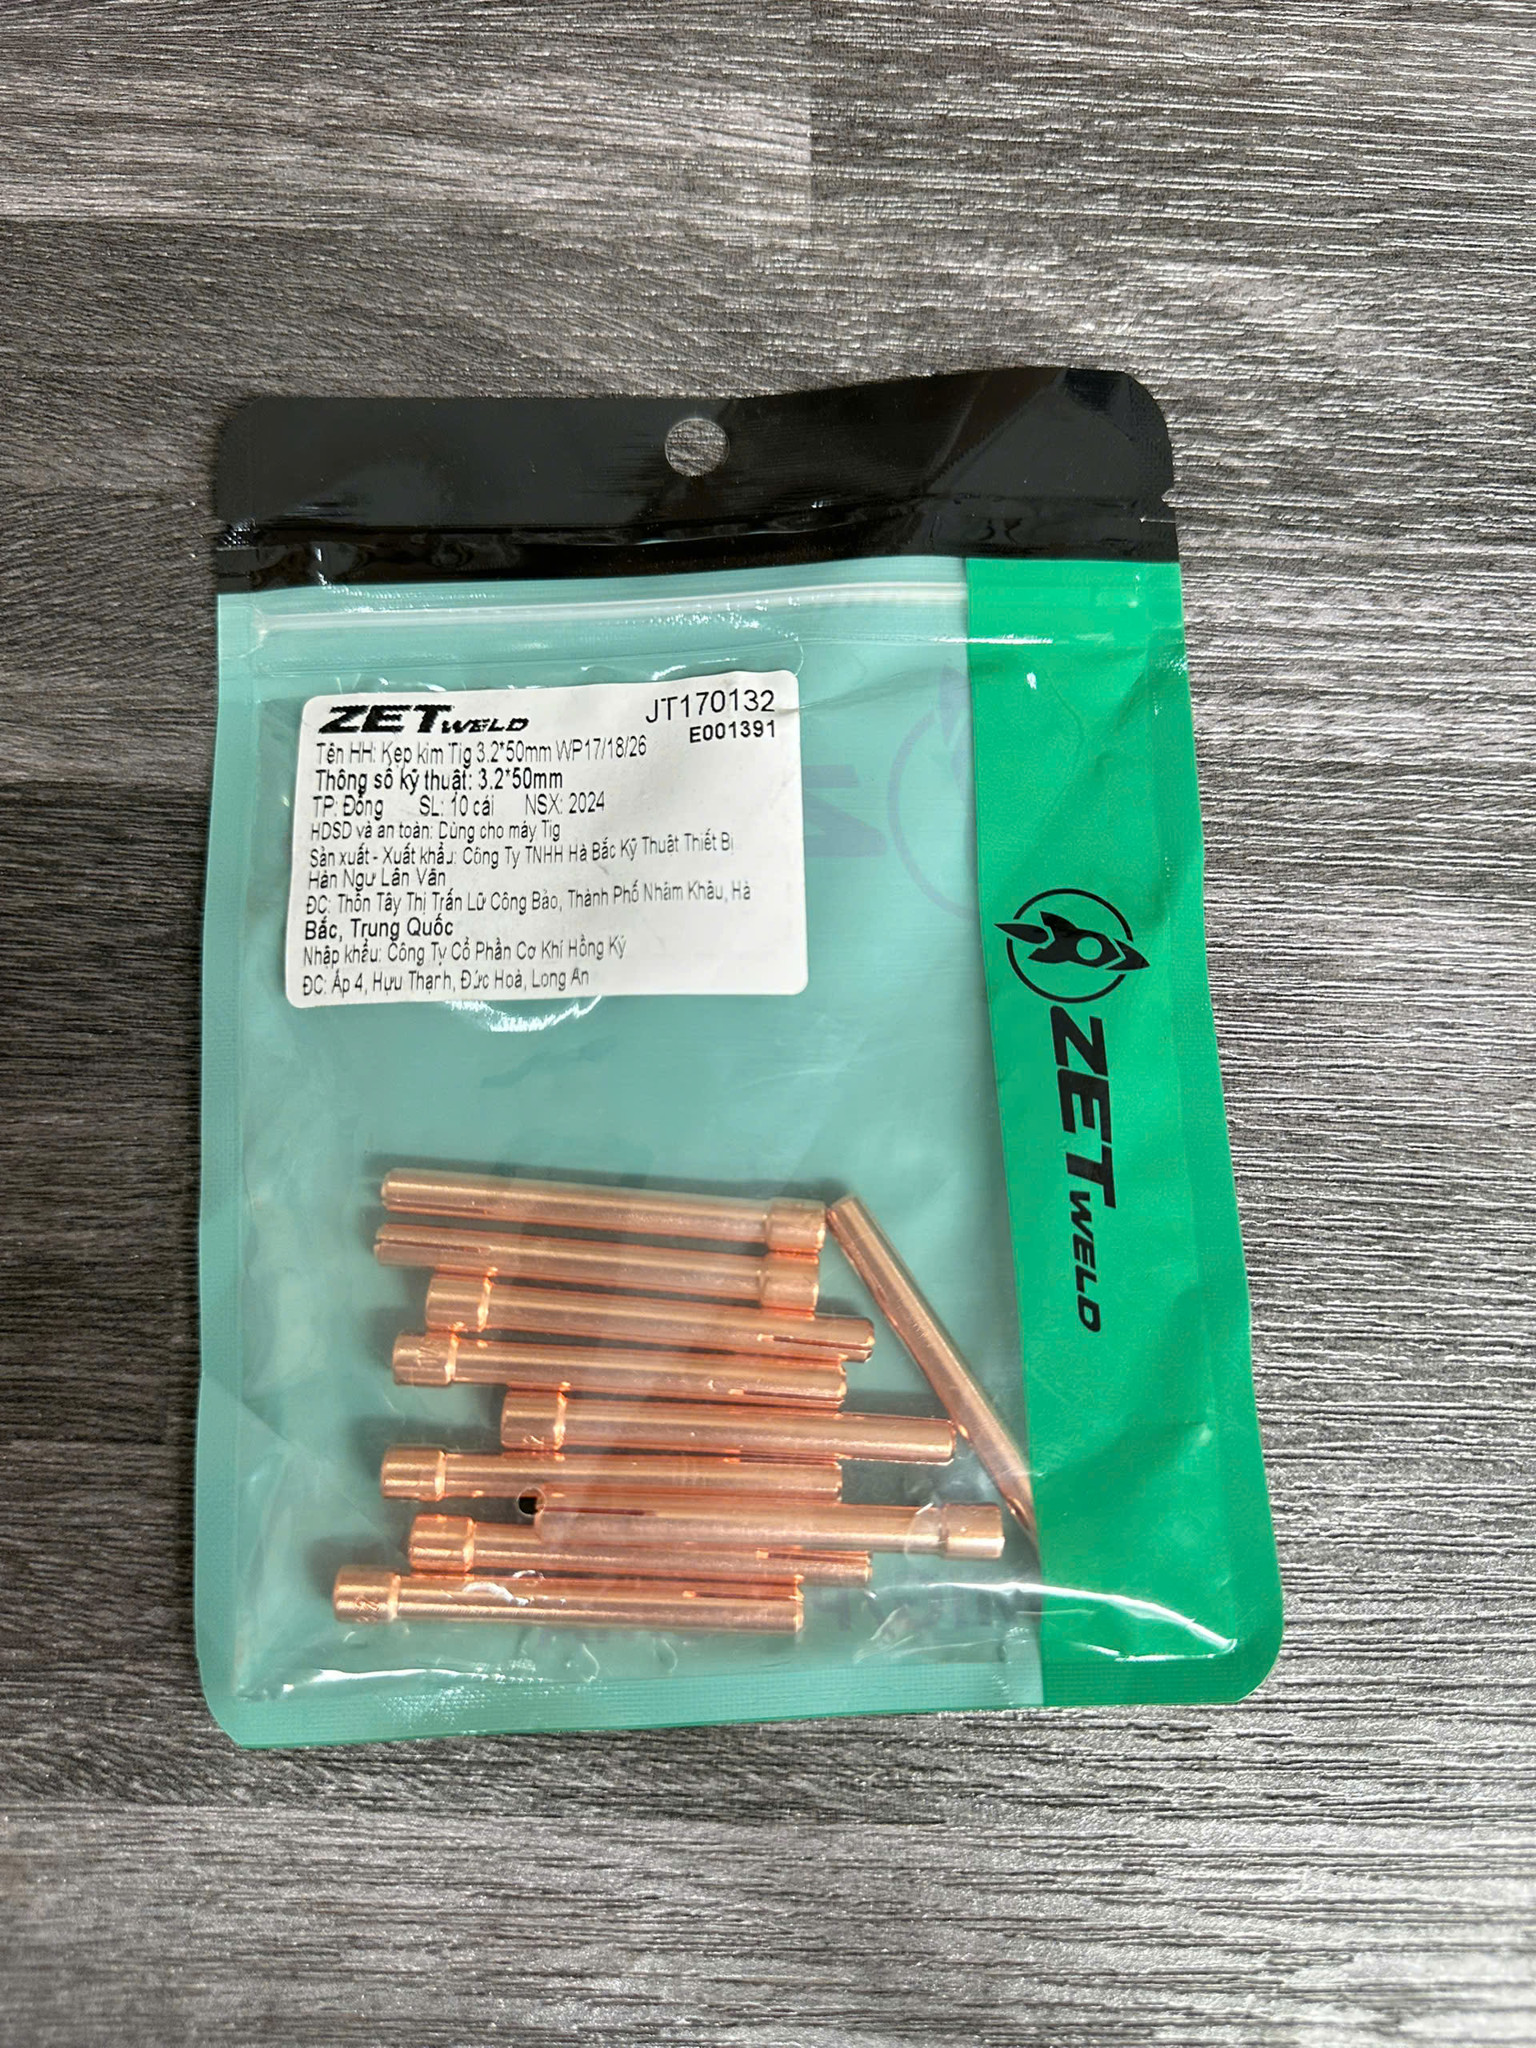 ZETWELD JT170132
E001391
Tên HH: Kẹp kim Tig 3.2*50mm WP17/18/26
Thông số kỹ thuật: 3.2*50mm
TP: Đồng SL: 10 cái NSX: 2024
HDSD và an toàn: Dùng cho máy Tig
Sản xuất - Xuất khẩu: Công Ty TNHH Hà Bắc Kỹ Thuật Thiết Bị
Hàn Ngư Lân Vân
ĐC: Thôn Tây Thị Trấn Lữ Công Bảo, Thành Phố Nhâm Khâu, Hà
Bắc, Trung Quốc
Nhập khẩu: Công Ty Cổ Phần Cơ Khí Hồng Ký
ĐC: Ấp 4, Hựu Thạnh, Đức Hoà, Long An
ZETWELD